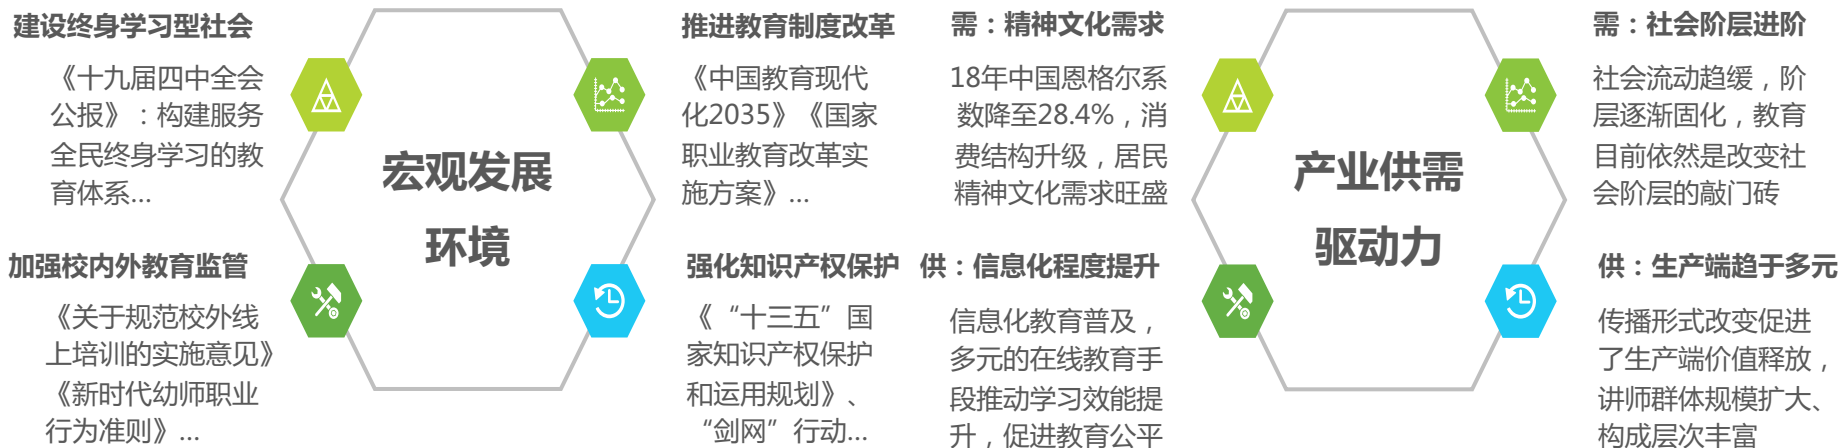 建设终身学习型社会
《十九届四中全会
公报》：构建服务
全民终身学习的教
育体系...
加强校内外教育监管
《关于规范校外线
上培训的实施意见》
《新时代幼师职业
行为准则》...
宏观发展
环境
推进教育制度改革
《中国教育现代
化2035》《国家
职业教育改革实
施方案》...
强化知识产权保护
《“十三五”国
家知识产权保护
和运用规划》、
“剑网”行动...
需：精神文化需求
18年中国恩格尔系
数降至28.4%，消
费结构升级，居民
精神文化需求旺盛
供：信息化程度提升
信息化教育普及，
多元的在线教育手
段推动学习效能提
升，促进教育公平
产业供需
驱动力
需：社会阶层进阶
社会流动趋缓，阶
层逐渐固化，教育
目前依然是改变社
会阶层的敲门砖
供：生产端趋于多元
传播形式改变促进
了生产端价值释放，
讲师群体规模扩大、
构成层次丰富